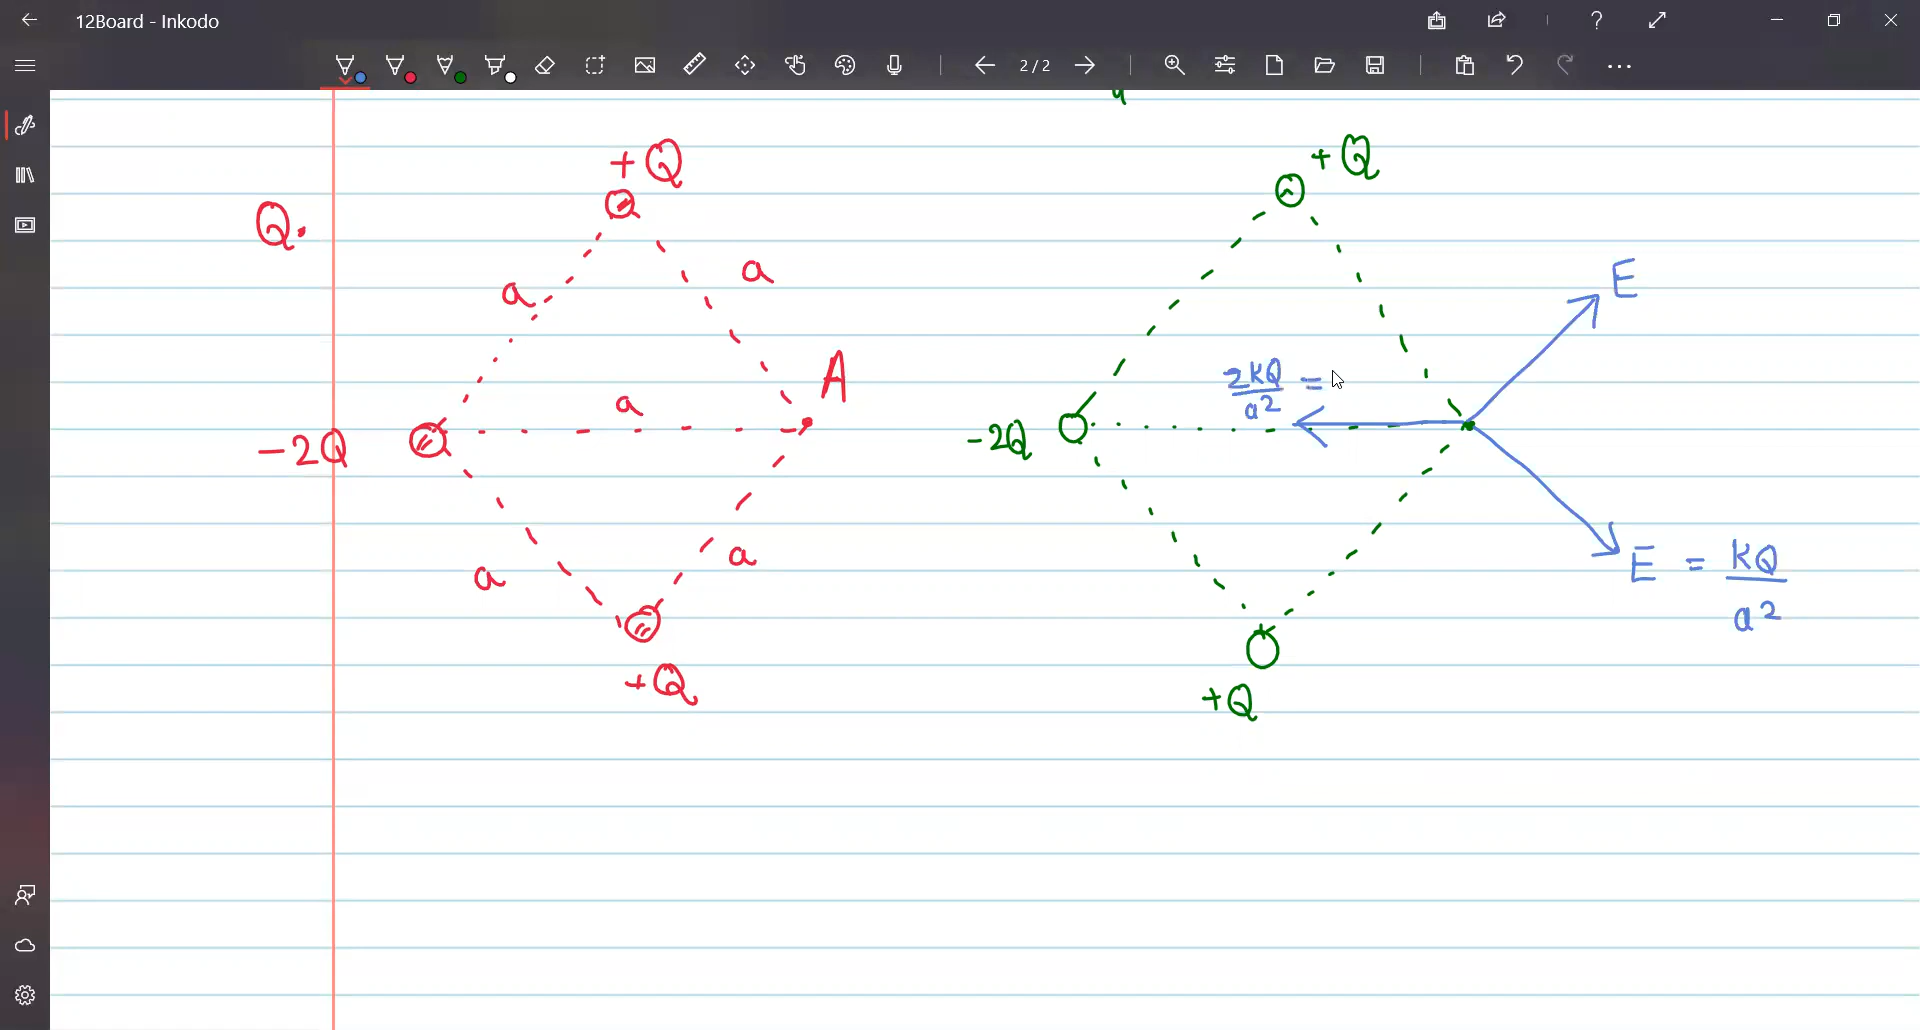 12Board - Inkodo
2 / 2
Q.
+Q
a
a
A
a
-2Q
a
a
+Q
+Q
E
2KQ
a²
=
-2Q
E = KQ
a²
+Q